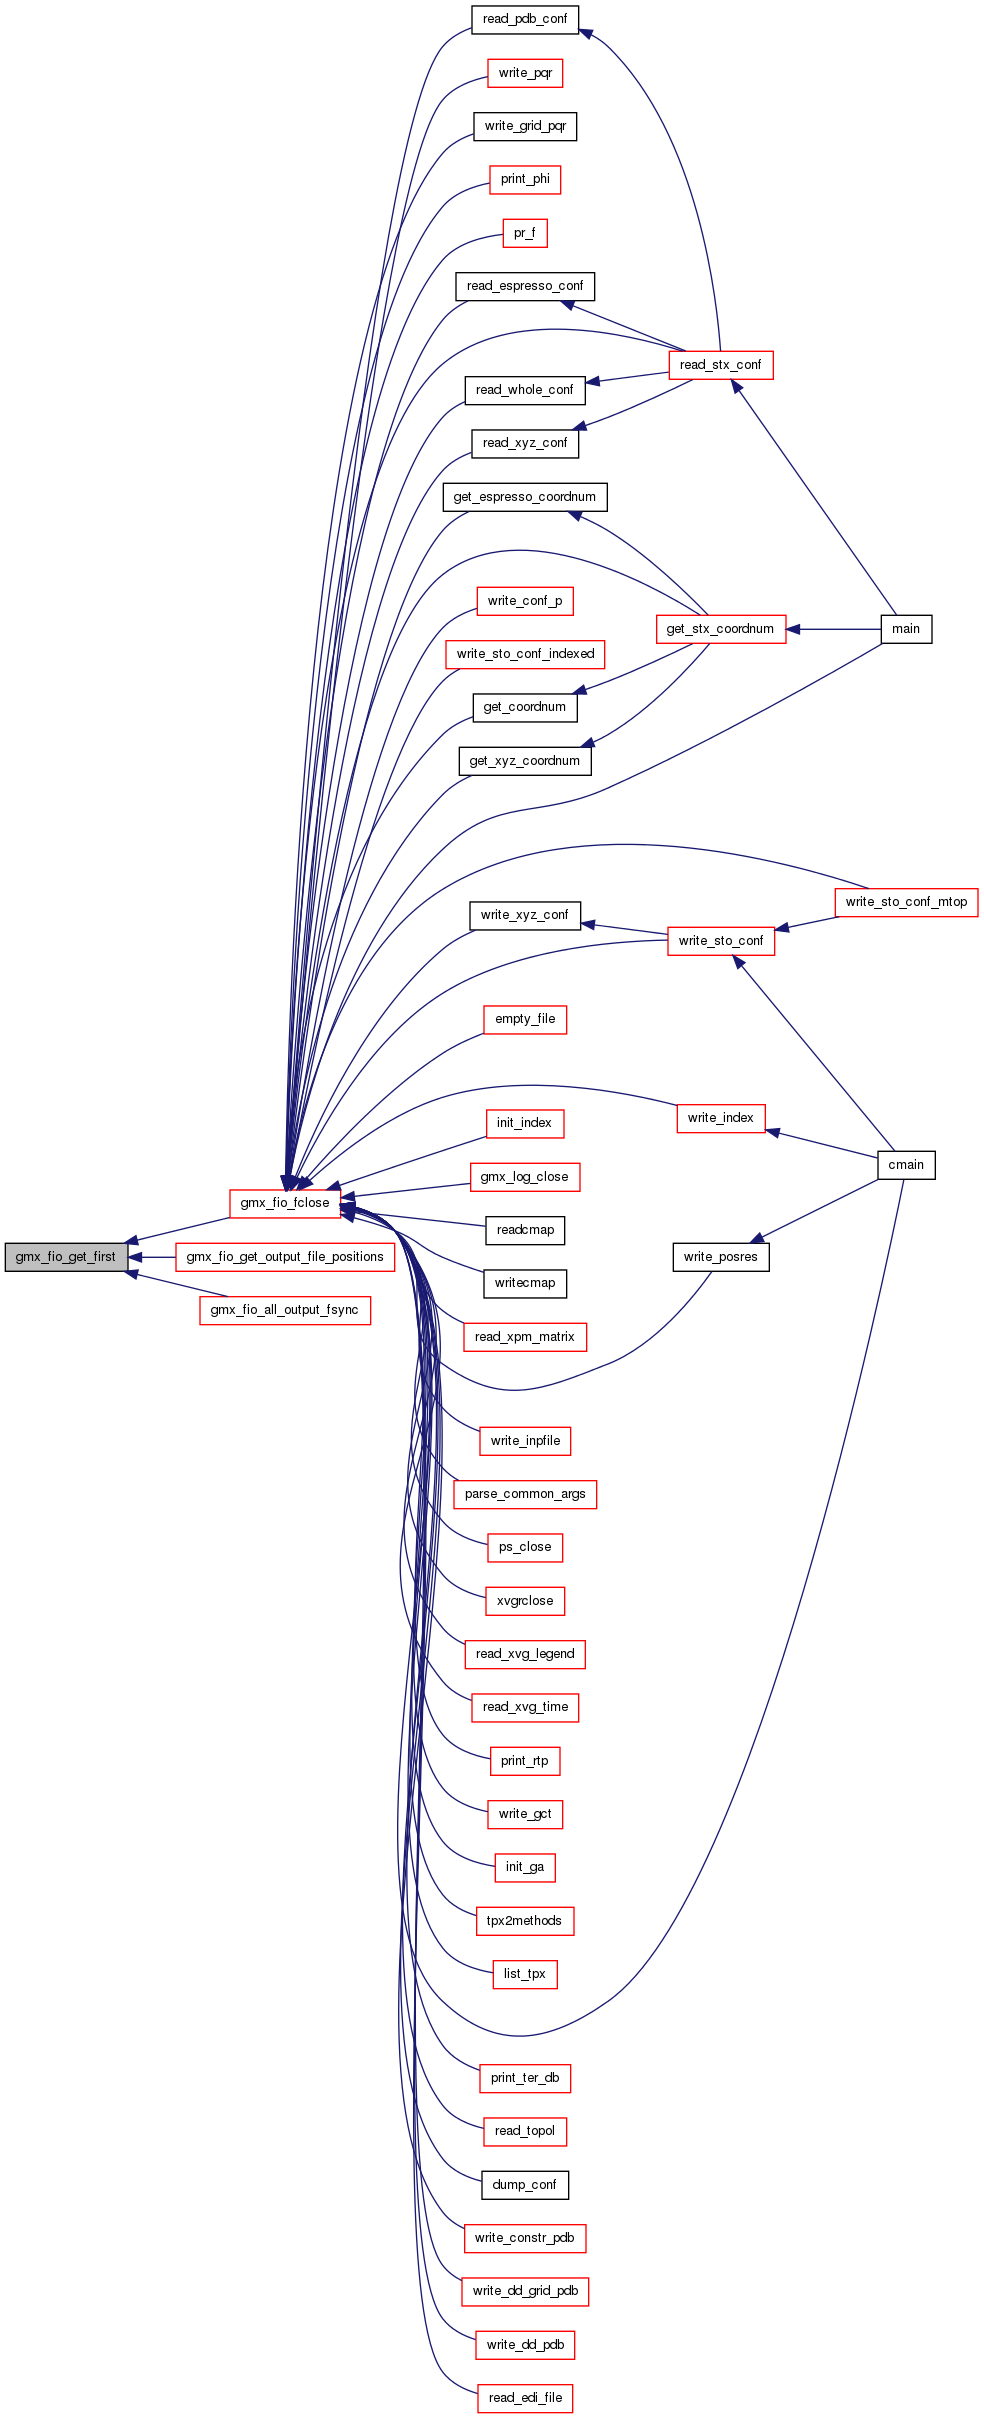 read_pdb_conf
write_pqr
write_grid_pqr
print_phi
pr_f
read_espresso_conf
read_stx_conf
read_whole_conf
read_xyz_conf
get_espresso_coordnum
write_conf_p
get_stx_coordnum
main
write_sto_conf_indexed
get_coordnum
get_xyz_coordnum
write_sto_conf_mtop
write_xyz_conf
write_sto_conf
empty_file
write_index
init_index
cmain
gmx_log_close
gmx_fio_fclose
readcmap
gmx_fio_get_first
gmx_fio_get_output_file_positions
write_posres
writecmap
gmx_fio_all_output_fsync
read_xpm_matrix
write_inpfile
parse_common_args
ps_close
xvgrclose
read_xvg_legend
read_xvg_time
print_rtp
write_gct
init_ga
tpx2methods
list_tpx
print_ter_db
read_topol
dump_conf
write_constr_pdb
write_dd_grid_pdb
write_dd_pdb
read_edi_file